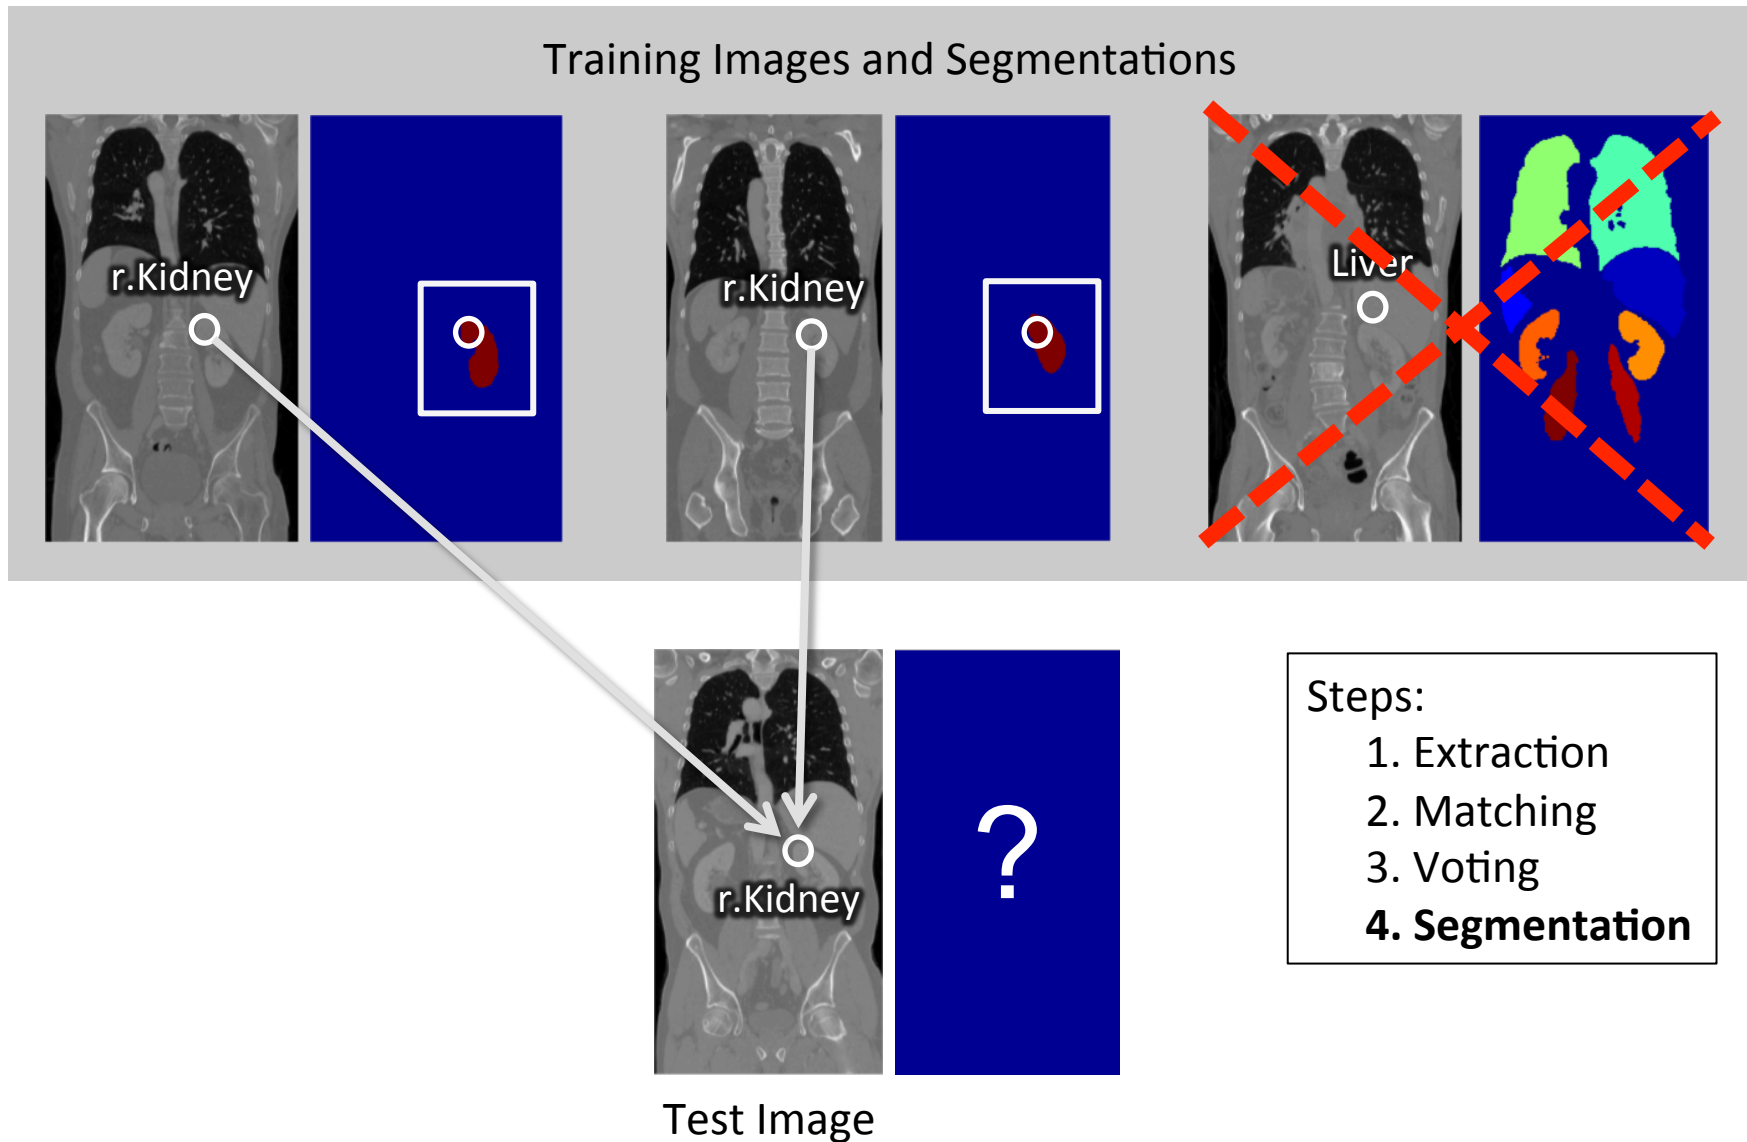 Training Images and Segmentations
r.Kidney
r.Kidney
Liver
r.Kidney
?
Test Image
Steps:
1. Extraction
2. Matching
3. Voting
4. Segmentation